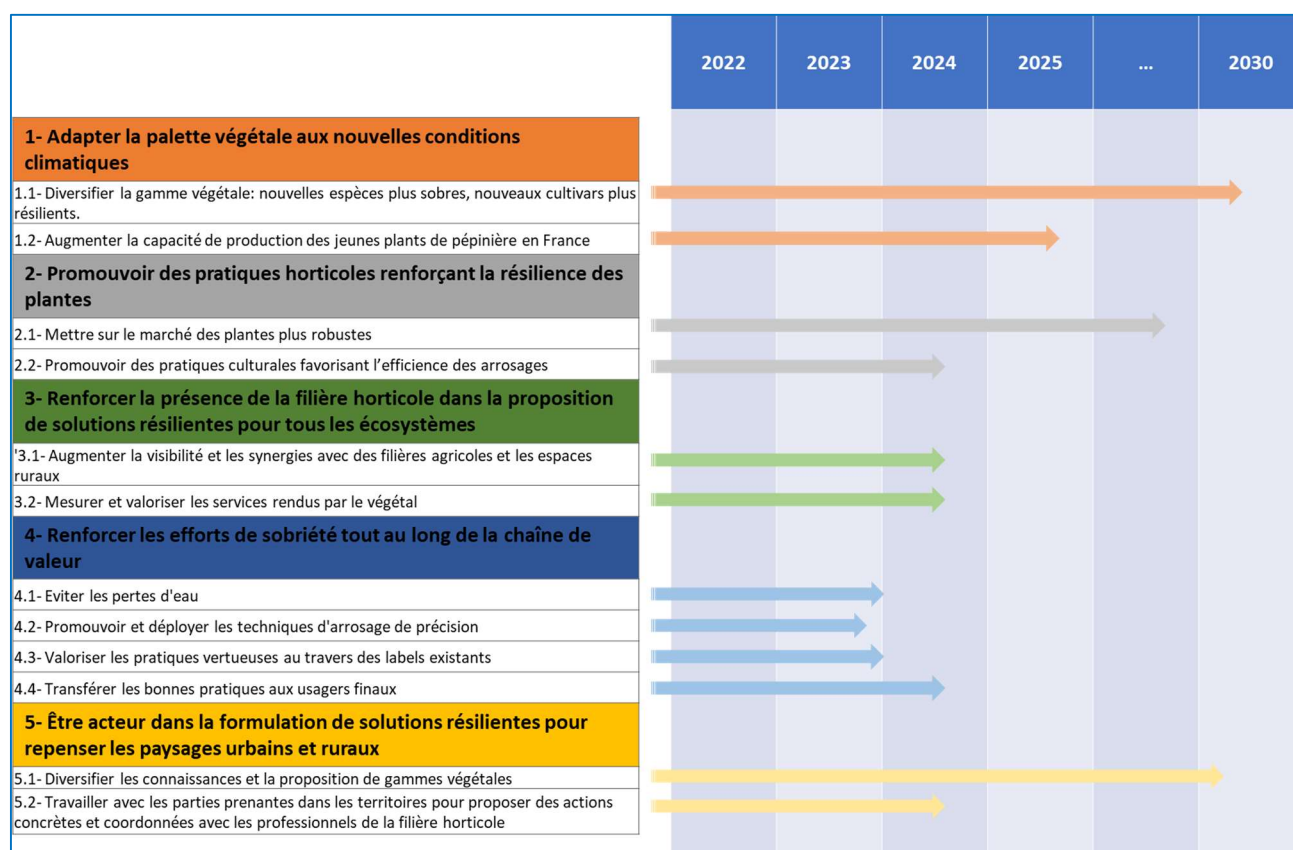 2022 2023 2024 2025 ... 2030
1- Adapter la palette végétale aux nouvelles conditions
climatiques
1.1- Diversifier la gamme végétale: nouvelles espèces plus sobres, nouveaux cultivars plus
résilients.
1.2- Augmenter la capacité de production des jeunes plants de pépinière en France
2- Promouvoir des pratiques horticoles renforçant la résilience des
plantes
2.1- Mettre sur le marché des plantes plus robustes
2.2- Promouvoir des pratiques culturales favorisant l’efficience des arrosages
3- Renforcer la présence de la filière horticole dans la proposition
de solutions résilientes pour tous les écosystèmes
'3.1- Augmenter la visibilité et les synergies avec des filières agricoles et les espaces
ruraux
3.2- Mesurer et valoriser les services rendus par le végétal
4- Renforcer les efforts de sobriété tout au long de la chaîne de
valeur
4.1- Eviter les pertes d'eau
4.2- Promouvoir et déployer les techniques d'arrosage de précision
4.3- Valoriser les pratiques vertueuses au travers des labels existants
4.4- Transférer les bonnes pratiques aux usagers finaux
5- Être acteur dans la formulation de solutions résilientes pour
repenser les paysages urbains et ruraux
5.1- Diversifier les connaissances et la proposition de gammes végétales
5.2- Travailler avec les parties prenantes dans les territoires pour proposer des actions
concrètes et coordonnées avec les professionnels de la filière horticole